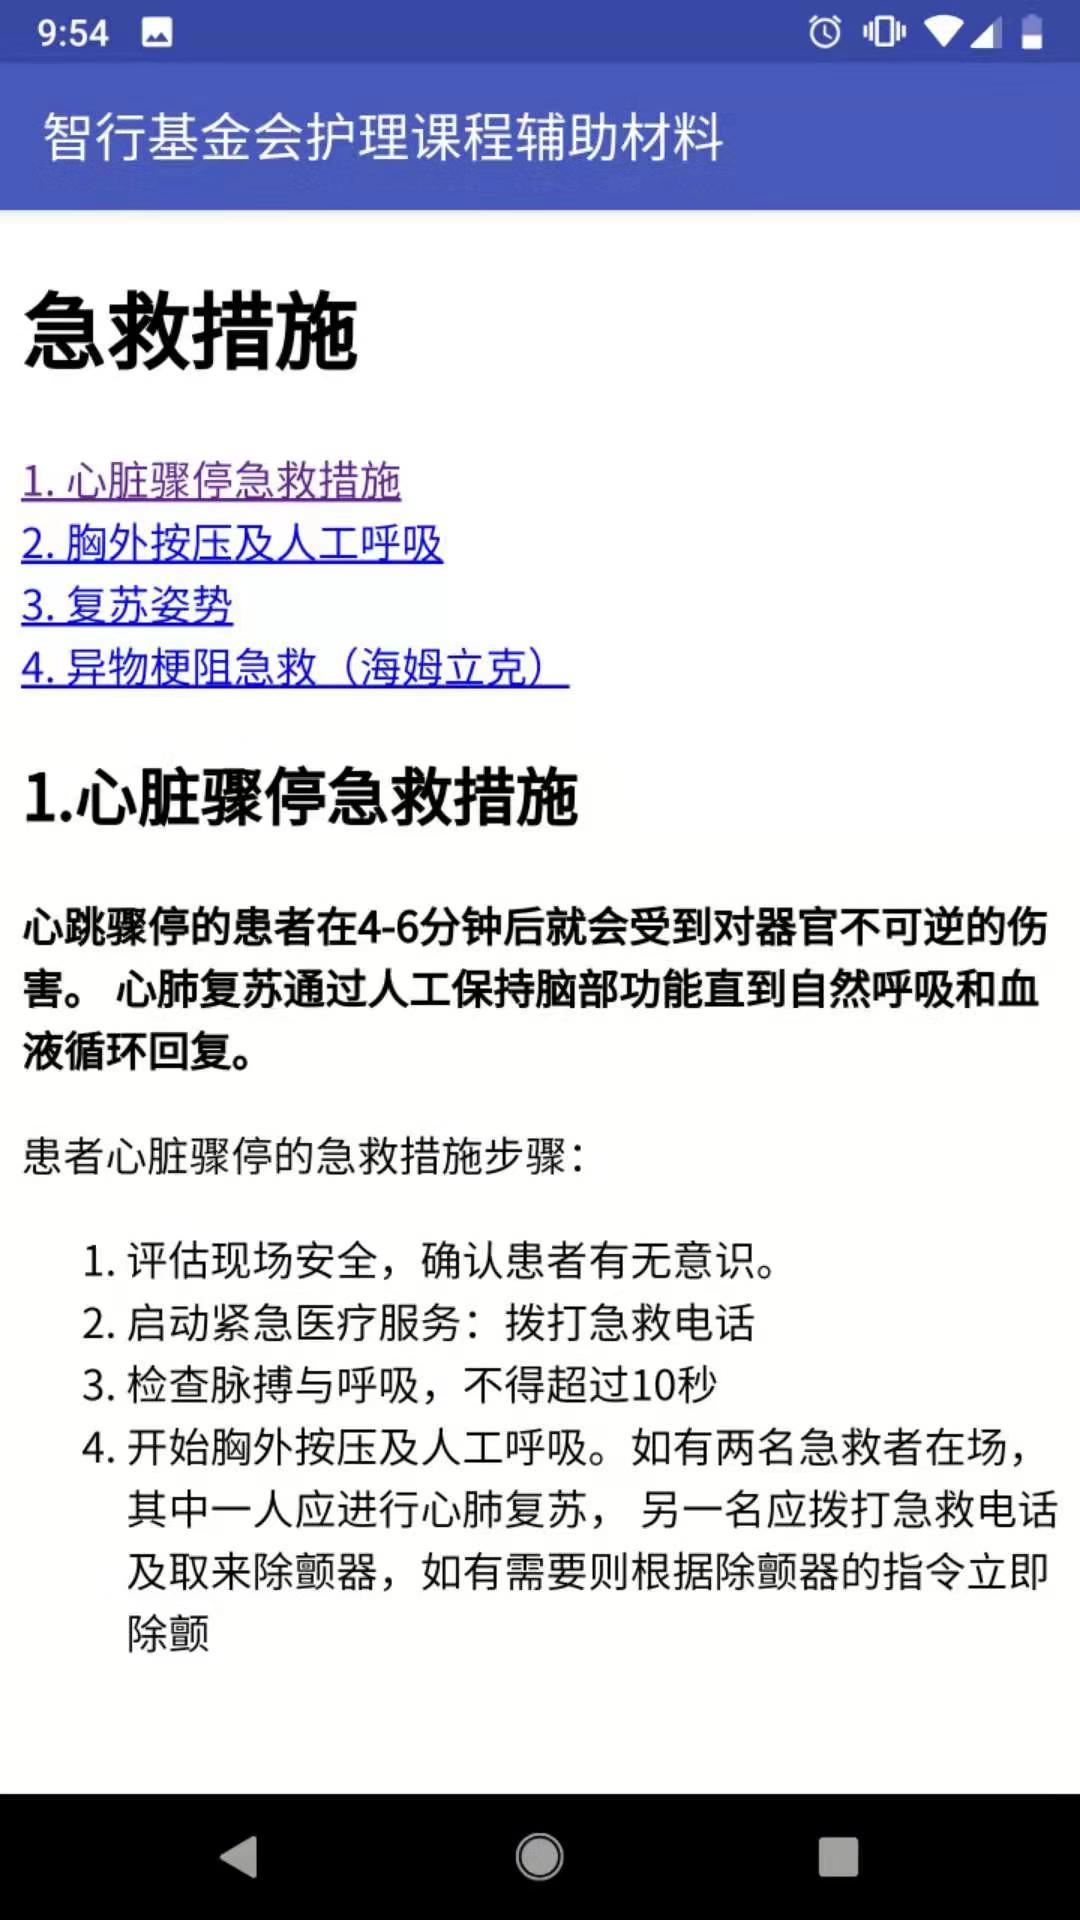 9:54
智行基金会护理课程辅助材料
急救措施
1. 心脏骤停急救措施
2. 胸外按压及人工呼吸
3. 复苏姿势
4. 异物梗阻急救（海姆立克）
1.心脏骤停急救措施
心跳骤停的患者在4-6分钟后就会受到对器官不可逆的伤
害。 心肺复苏通过人工保持脑部功能直到自然呼吸和血
液循环回复。
患者心脏骤停的急救措施步骤：
1. 评估现场安全，确认患者有无意识。
2. 启动紧急医疗服务：拨打急救电话
3. 检查脉搏与呼吸，不得超过10秒
4. 开始胸外按压及人工呼吸。如有两名急救者在场，
其中一人应进行心肺复苏， 另一名应拨打急救电话
及取来除颤器，如有需要则根据除颤器的指令立即
除颤